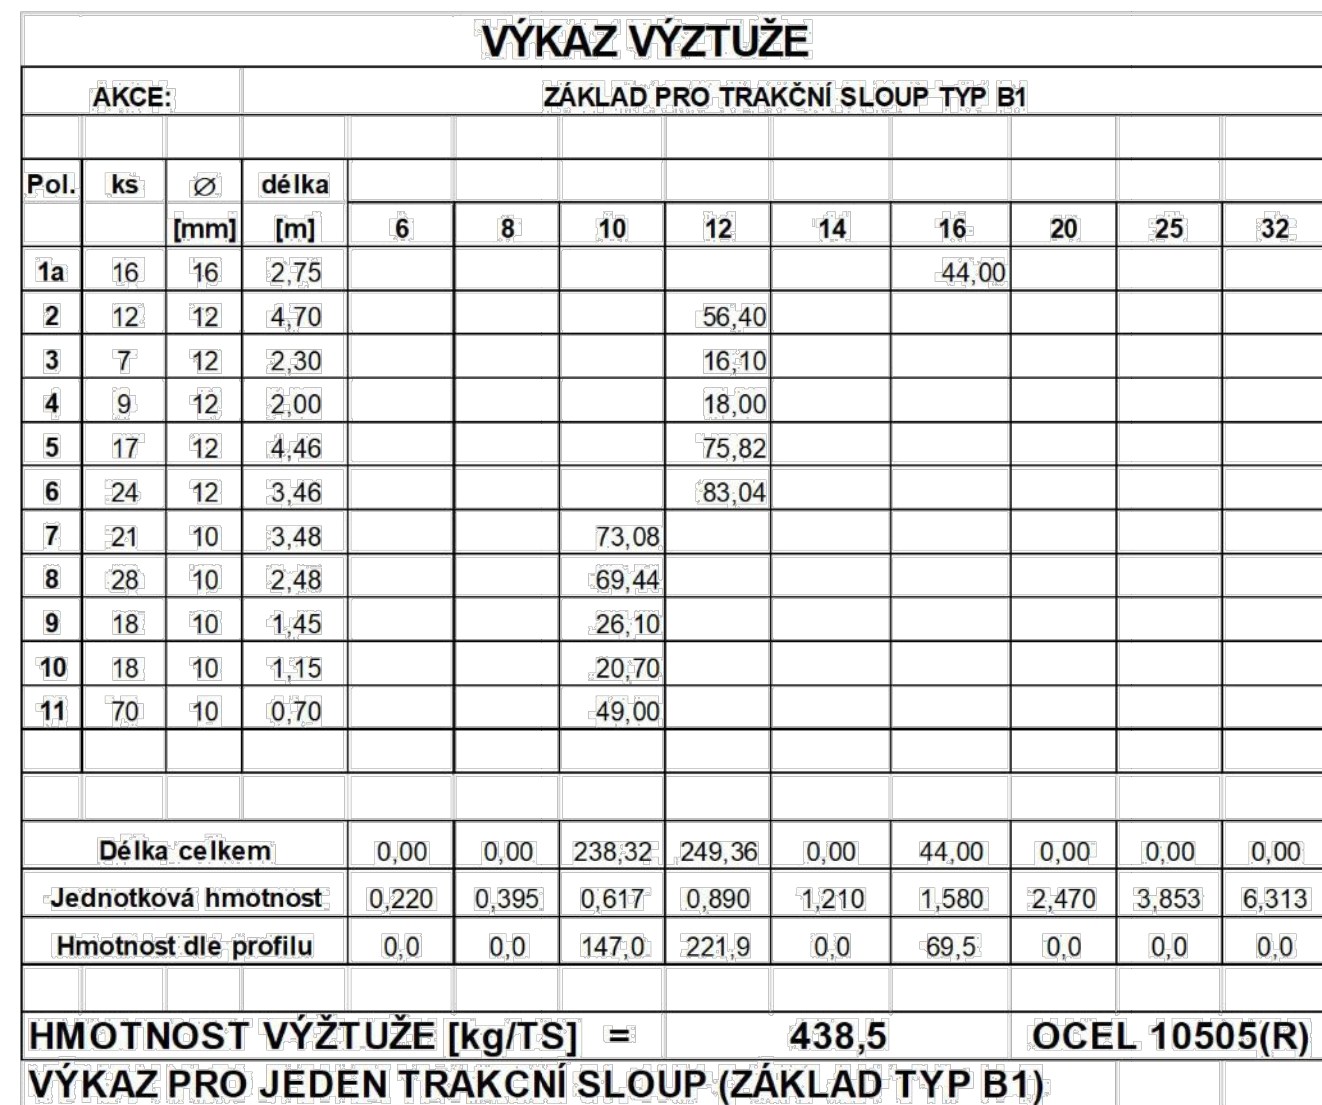 VÝKAZ VÝZTUŽE
AKCE: ZÁKLAD PRO TRAKČNÍ SLOUP TYP B1
Pol. ks ∅ délka
[mm] [m] 6 8 10 12 14 16 20 25 32
1a 16 16 2,75 44,00
2 12 12 4,70 56,40
3 7 12 2,30 16,10
4 9 12 2,00 18,00
5 17 12 4,46 75,82
6 24 12 3,46 83,04
7 21 10 3,48 73,08
8 28 10 2,48 69,44
9 18 10 1,45 26,10
10 18 10 1,15 20,70
11 70 10 0,70 49,00
Délka celkem 0,00 0,00 238,32 249,36 0,00 44,00 0,00 0,00 0,00
Jednotková hmotnost 0,220 0,395 0,617 0,890 1,210 1,580 2,470 3,853 6,313
Hmotnost dle profilu 0,0 0,0 147,0 221,9 0,0 69,5 0,0 0,0 0,0
HMOTNOST VÝŽTUŽE [kg/TS] = 438,5 OCEL 10505(R)
VÝKAZ PRO JEDEN TRAKCNÍ SLOUP (ZÁKLAD TYP B1)